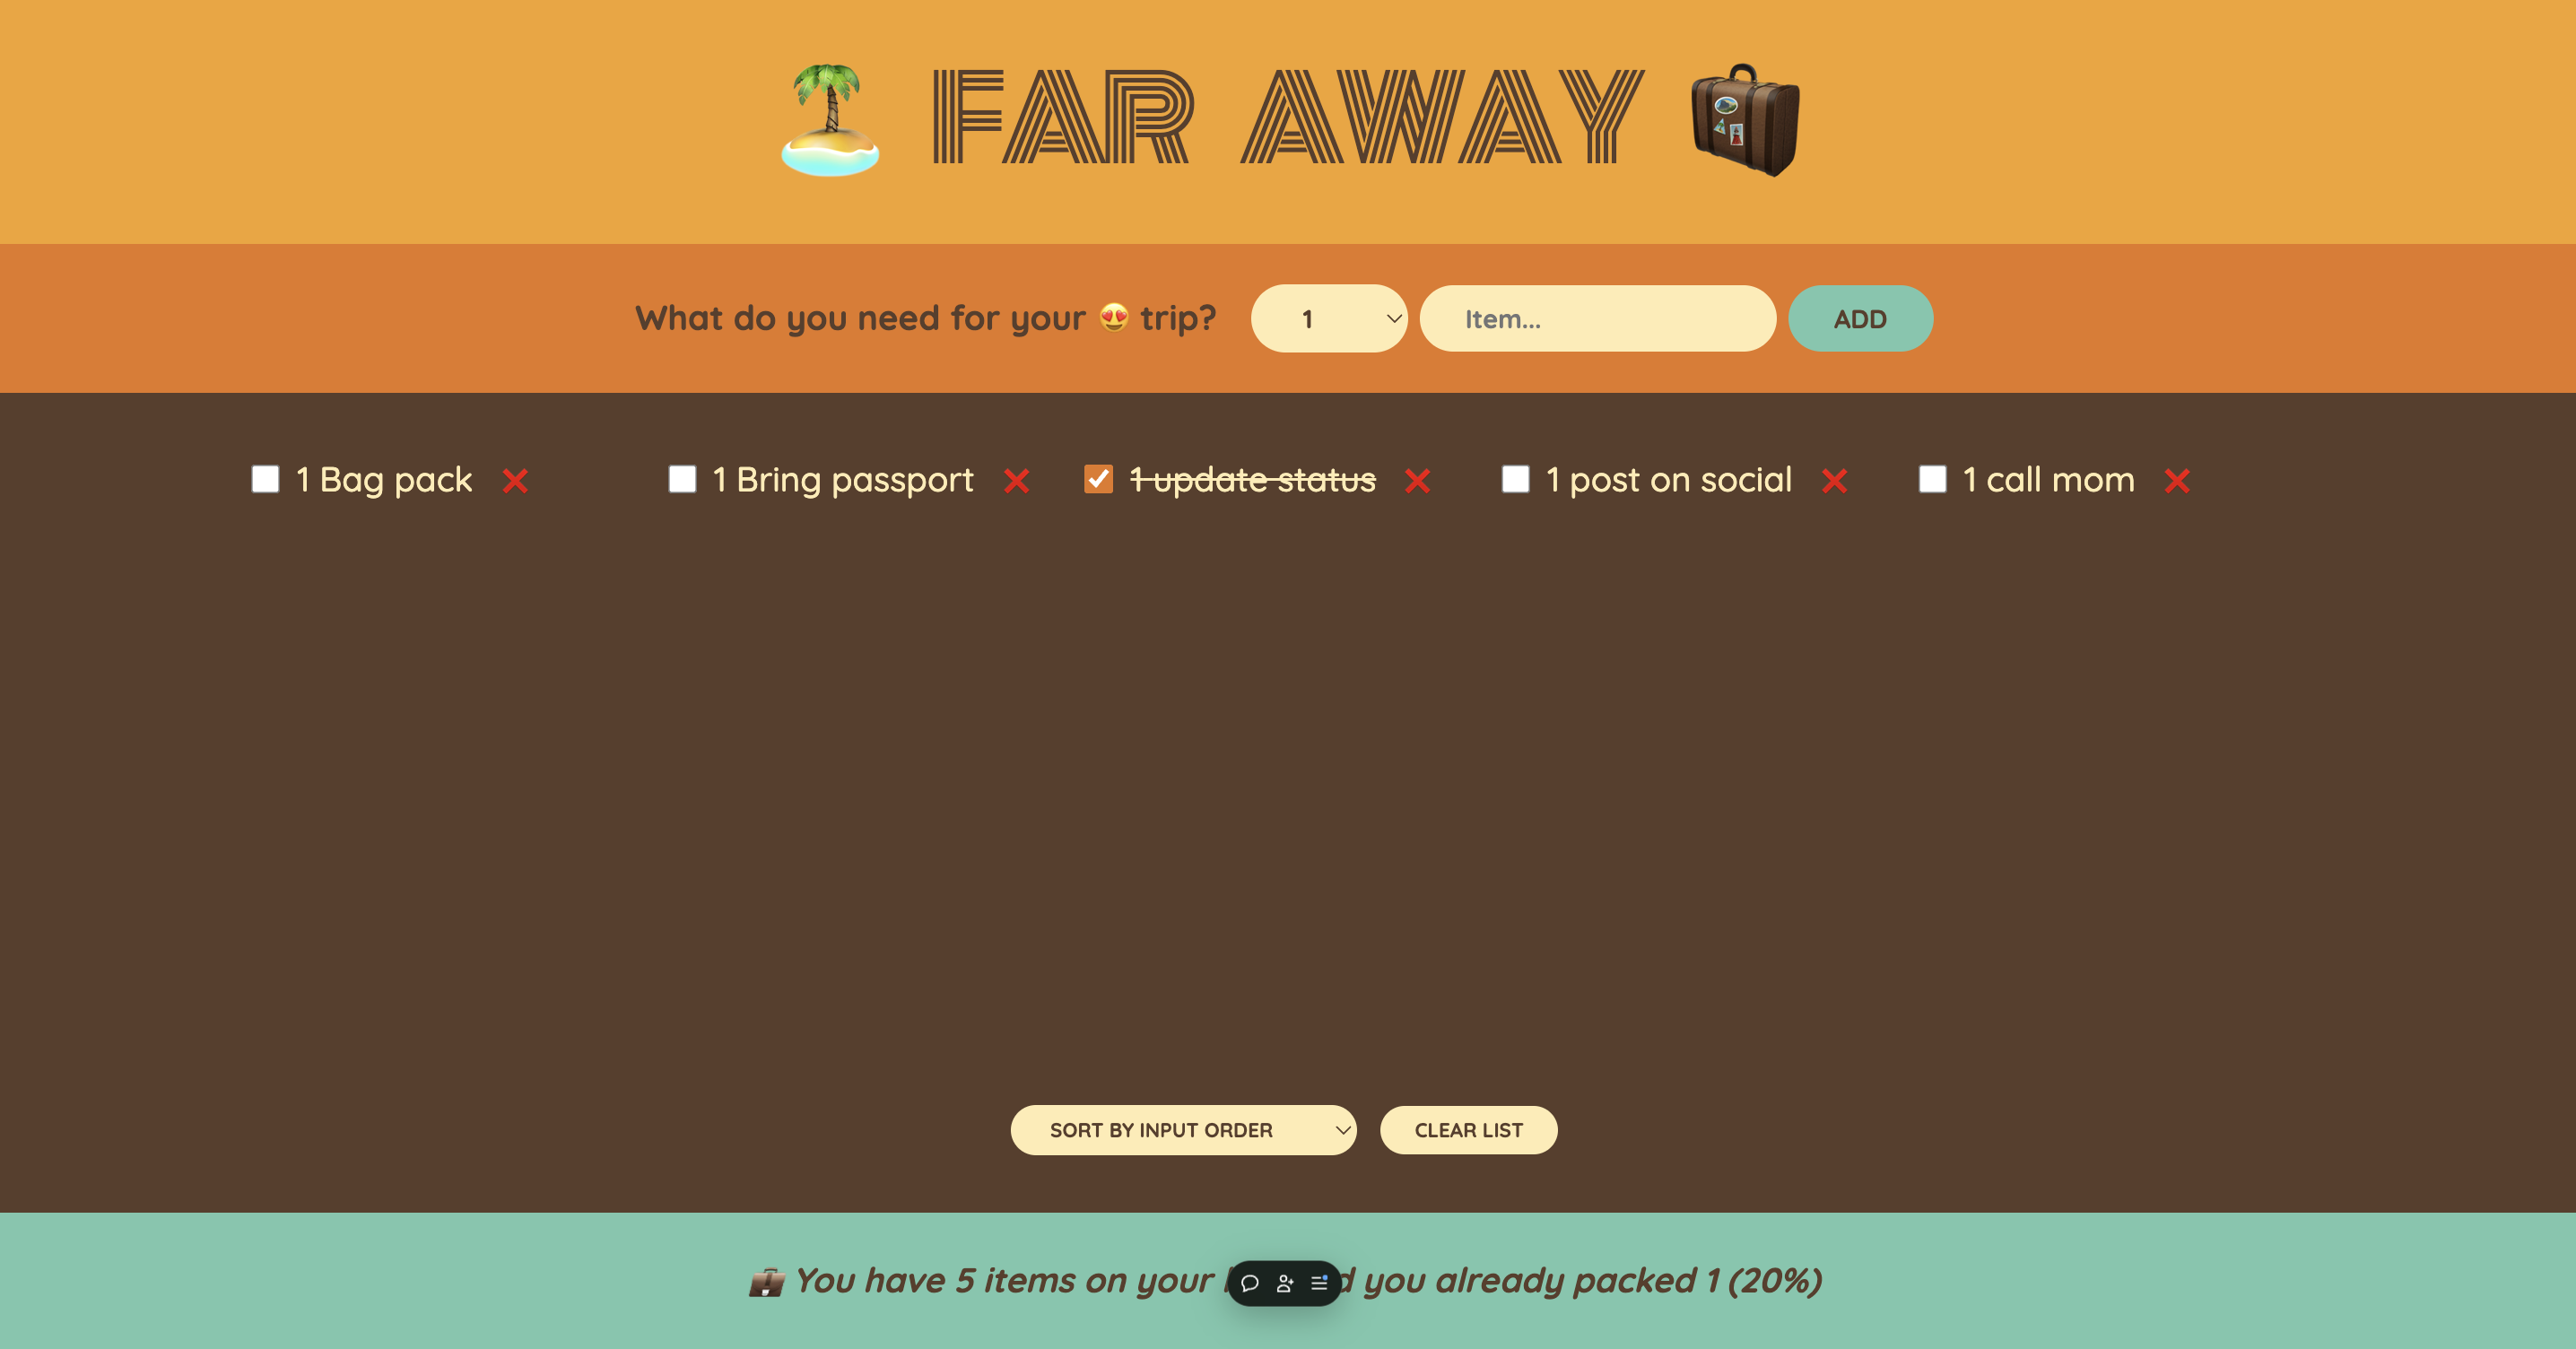 🏝️ FAR AWAY 🧳
What do you need for your 😍 trip? 1 Item... ADD
1 Bag pack ❌ 1 Bring passport ❌ 1 update status ❌ 1 post on social ❌ 1 call mom ❌
SORT BY INPUT ORDER CLEAR LIST
💼 You have 5 items on your you already packed 1 (20%)